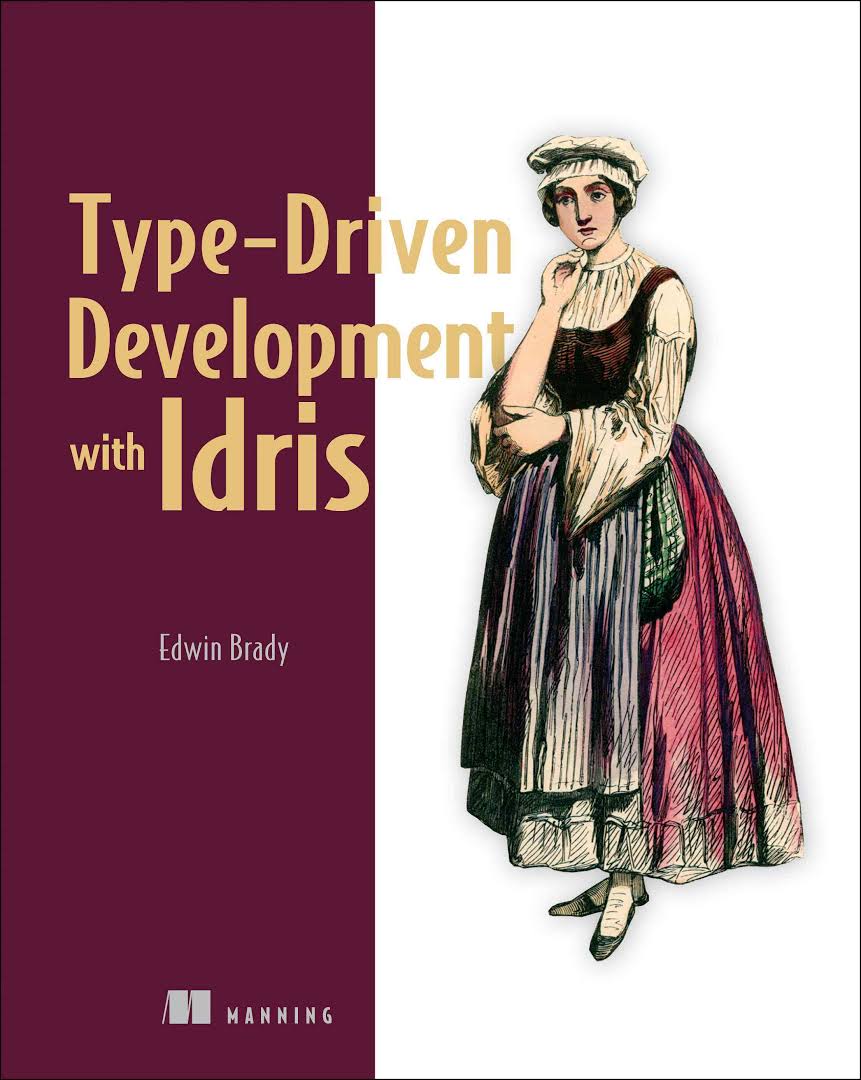 Type-Driven
Development
with Idris
Edwin Brady
MANNING